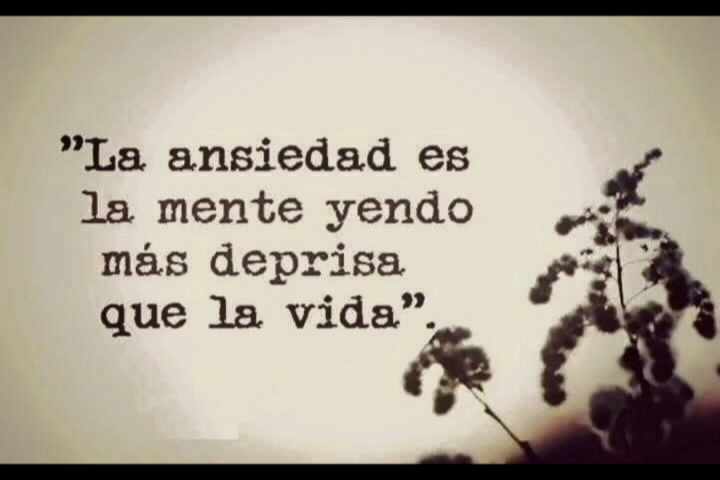 ”La ansiedad es
la mente yendo
más deprisa
que la vida”.